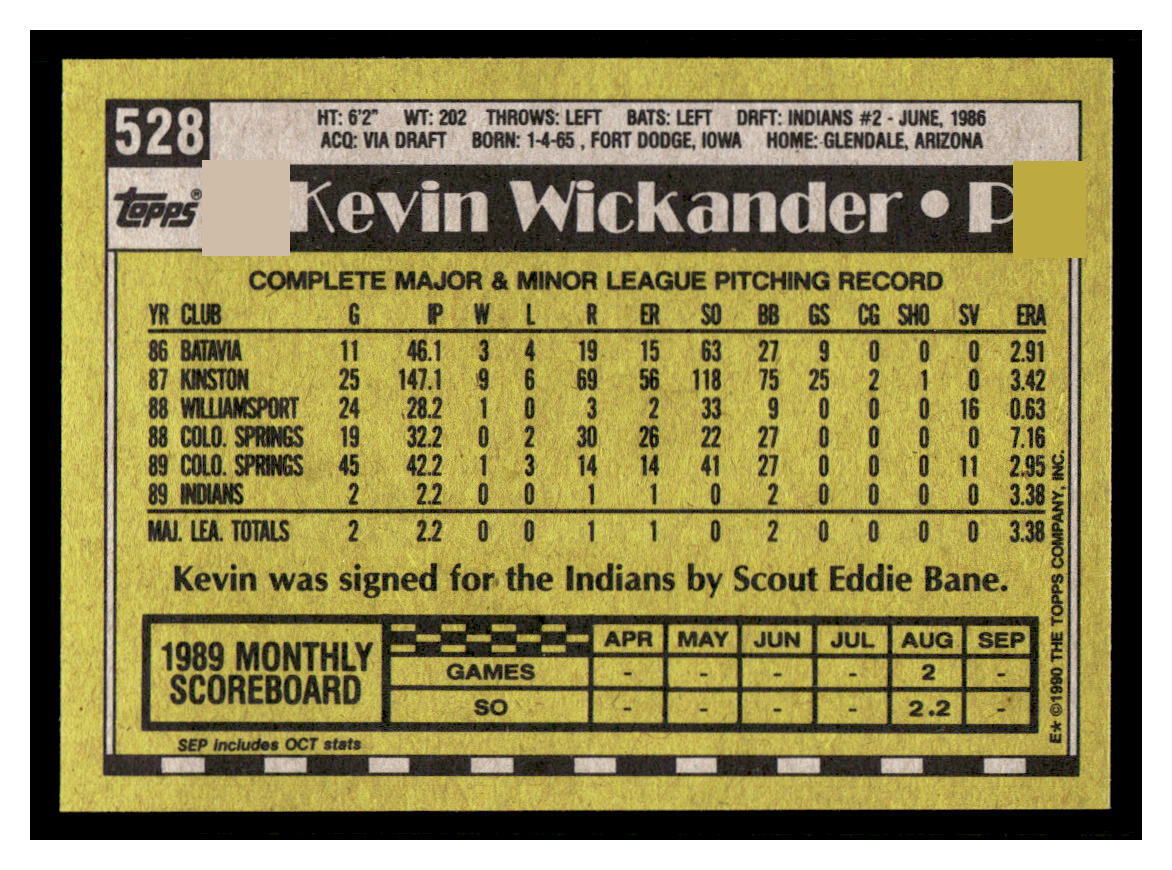 528
HT: 6'2" WT: 202 THROWS: LEFT BATS: LEFT DRFT: INDIANS #2 - JUNE, 1986
ACQ: VIA DRAFT BORN: 1-4-65 , FORT DODGE, IOWA HOME: GLENDALE, ARIZONA
topps® Kevin Wickander • P
COMPLETE MAJOR & MINOR LEAGUE PITCHING RECORD
YR CLUB G IP W L R ER SO BB GS CG SHO SV ERA
86 BATAVIA 11 46.1 3 4 19 15 63 27 9 0 0 0 2.91
87 KINSTON 25 147.1 9 6 69 56 118 75 25 2 1 0 3.42
88 WILLIAMSPORT 24 28.2 1 0 3 2 33 9 0 0 0 16 0.63
88 COLO. SPRINGS 19 32.2 0 2 30 26 22 27 0 0 0 0 7.16
89 COLO. SPRINGS 45 42.2 1 3 14 14 41 27 0 0 0 11 2.95
89 INDIANS 2 2.2 0 0 1 1 0 2 0 0 0 0 3.38
MAJ. LEA. TOTALS 2 2.2 0 0 1 1 0 2 0 0 0 0 3.38
Kevin was signed for the Indians by Scout Eddie Bane.
1989 MONTHLY
SCOREBOARD
APR MAY JUN JUL AUG SEP
GAMES - - - - 2 -
SO - - - - 2.2 -
SEP includes OCT stats
E* ©1990 THE TOPPS COMPANY, INC.